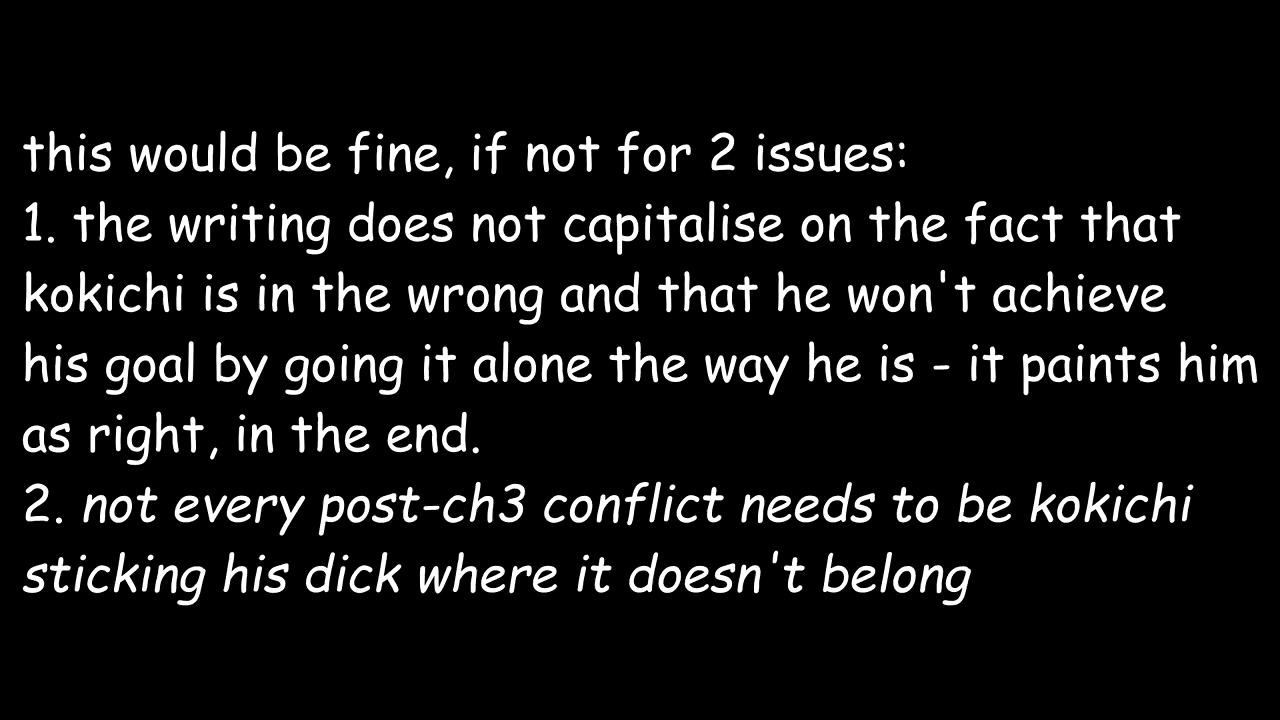 this would be fine, if not for 2 issues:
1. the writing does not capitalise on the fact that
kokichi is in the wrong and that he won't achieve
his goal by going it alone the way he is - it paints him
as right, in the end.
2. not every post-ch3 conflict needs to be kokichi
sticking his dick where it doesn't belong